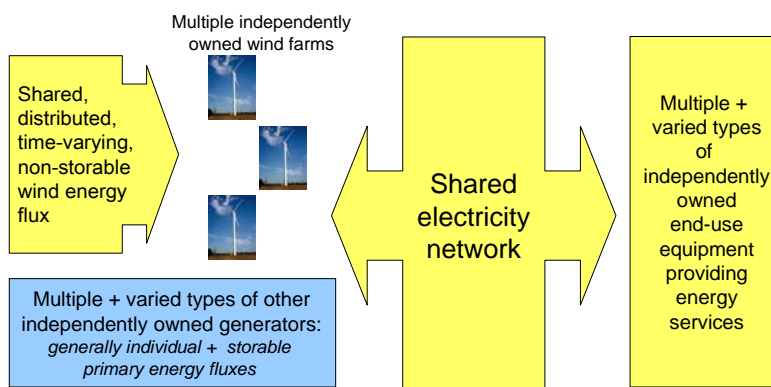 Multiple independently
owned wind farms
Shared,
distributed,
time-varying,
non-storable
wind energy
flux
Shared
electricity
network
Multiple +
varied types
of
independently
owned
end-use
equipment
providing
energy
services
Multiple + varied types of other
independently owned generators:
generally individual + storable
primary energy fluxes